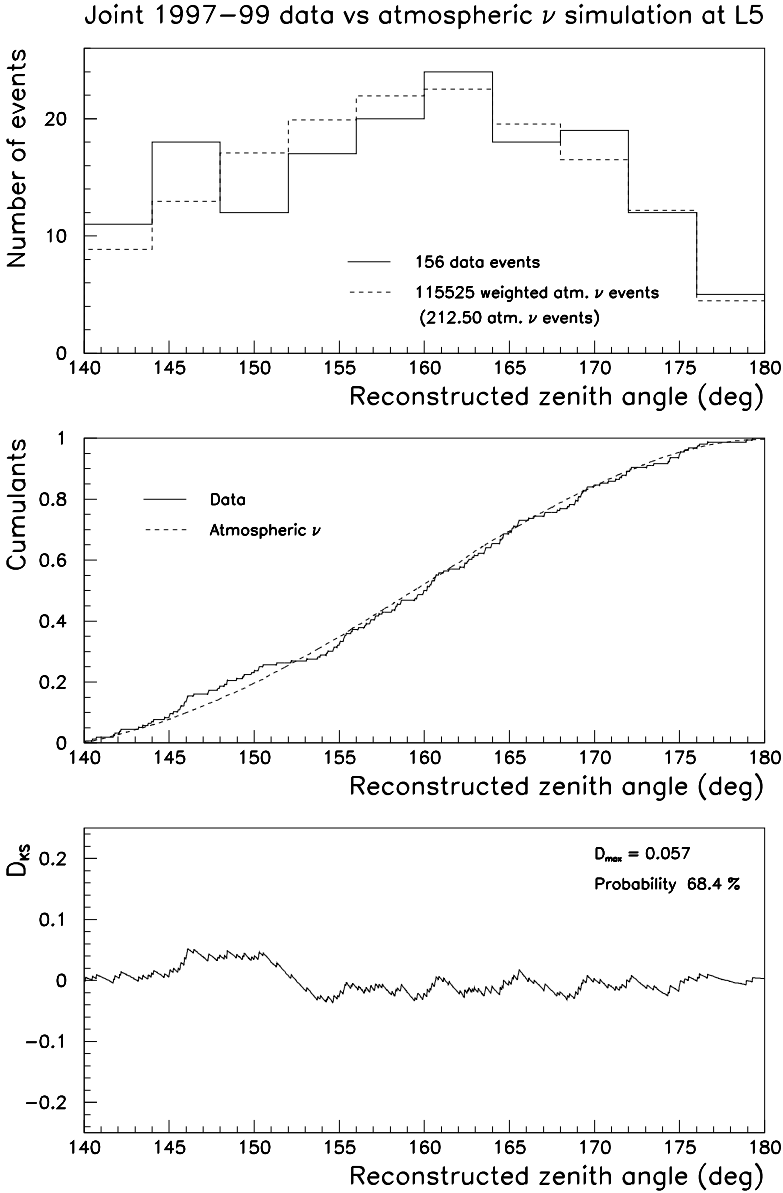 Joint 1997−99 data vs atmospheric ν simulation at L5
Number of events
20
10
0
156 data events
115525 weighted atm. ν events
(212.50 atm. ν events)
140 145 150 155 160 165 170 175 180
Reconstructed zenith angle (deg)
Cumulants
1
0.8
0.6
0.4
0.2
0
Data
Atmospheric ν
140 145 150 155 160 165 170 175 180
Reconstructed zenith angle (deg)
D_KS
0.2
0.1
0
−0.1
−0.2
D_max = 0.057
Probability 68.4 %
140 145 150 155 160 165 170 175 180
Reconstructed zenith angle (deg)